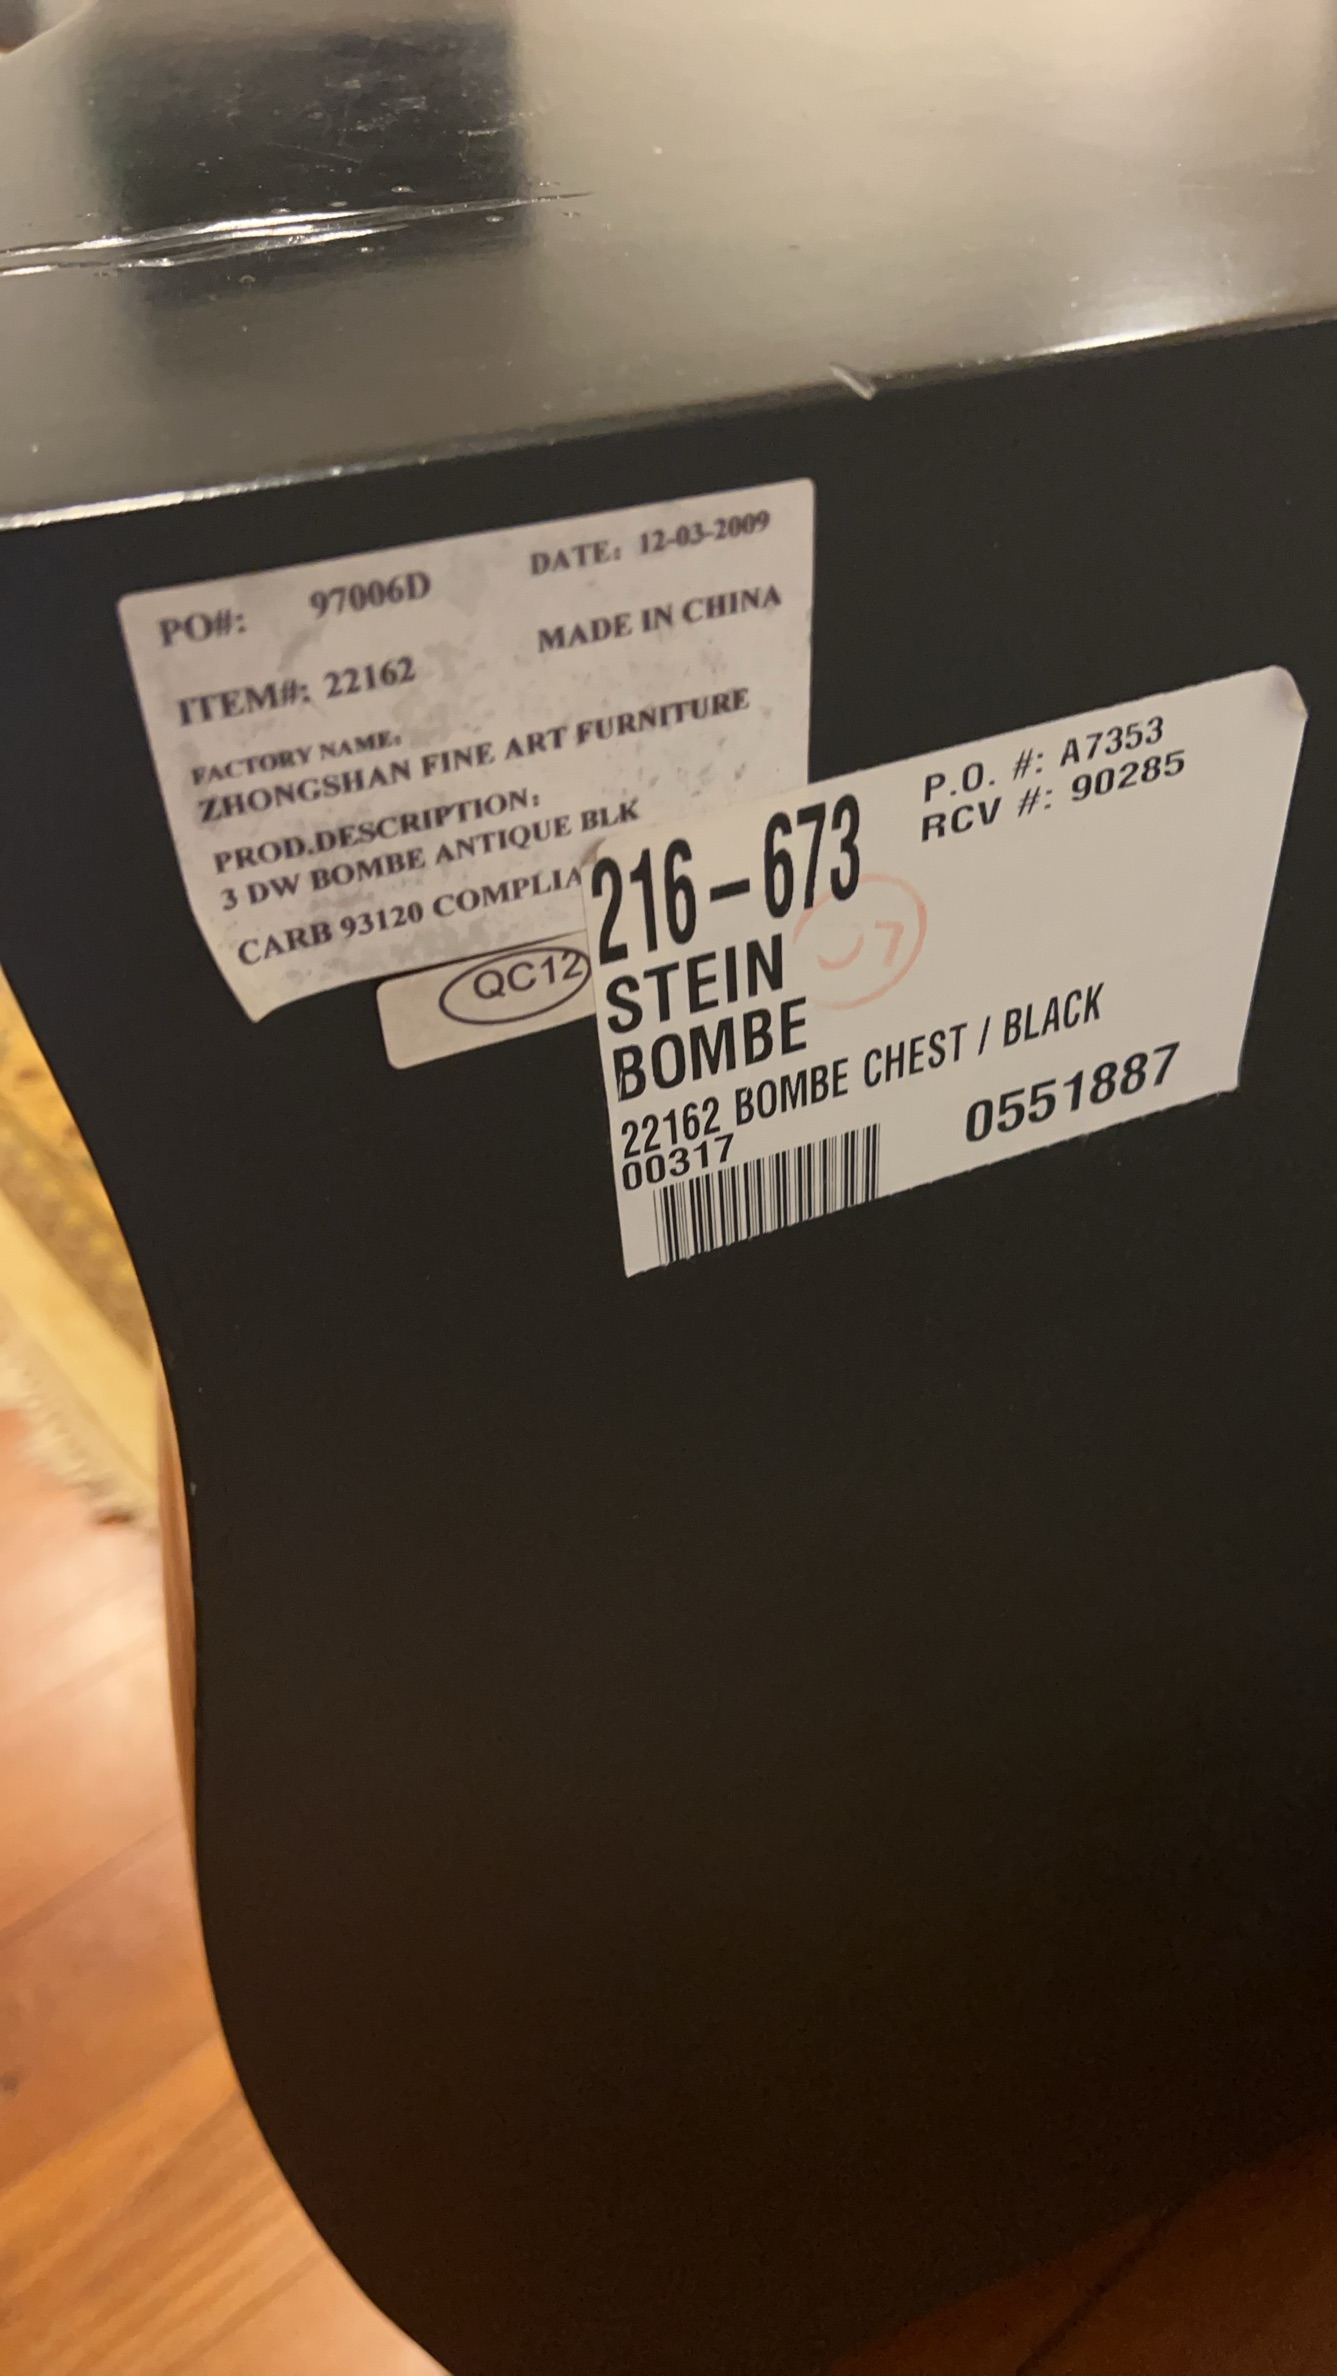 PO#: 97006D DATE: 12-03-2009
ITEM#: 22162 MADE IN CHINA
FACTORY NAME:
ZHONGSHAN FINE ART FURNITURE
PROD.DESCRIPTION:
3 DW BOMBE ANTIQUE BLK
CARB 93120 COMPLIA
QC12
P.O. #: A7353
RCV #: 90285
216-673
STEIN
BOMBE
22162 BOMBE CHEST / BLACK
00317
0551887